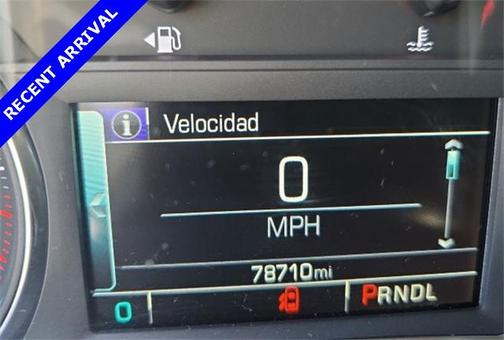 RECENT ARRIVAL
Velocidad
0
MPH
78710mi
0
PRNDL